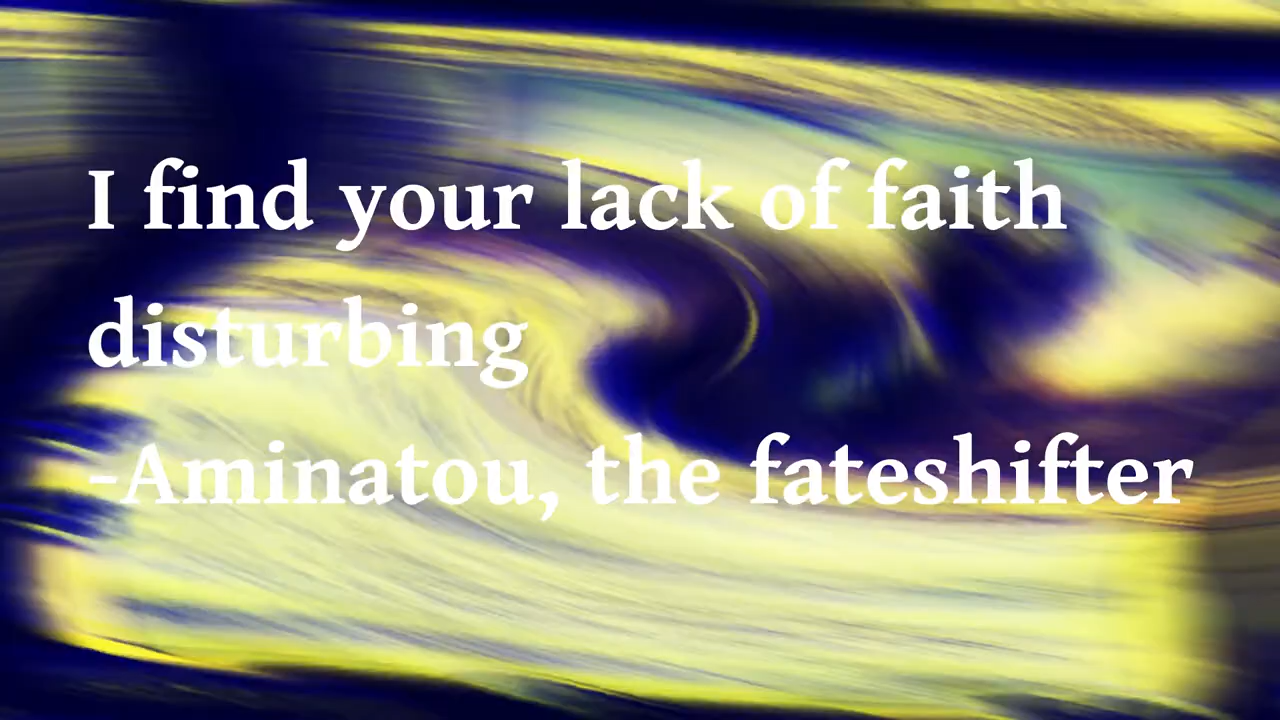 I find your lack of faith
disturbing
-Aminatou, the fateshifter